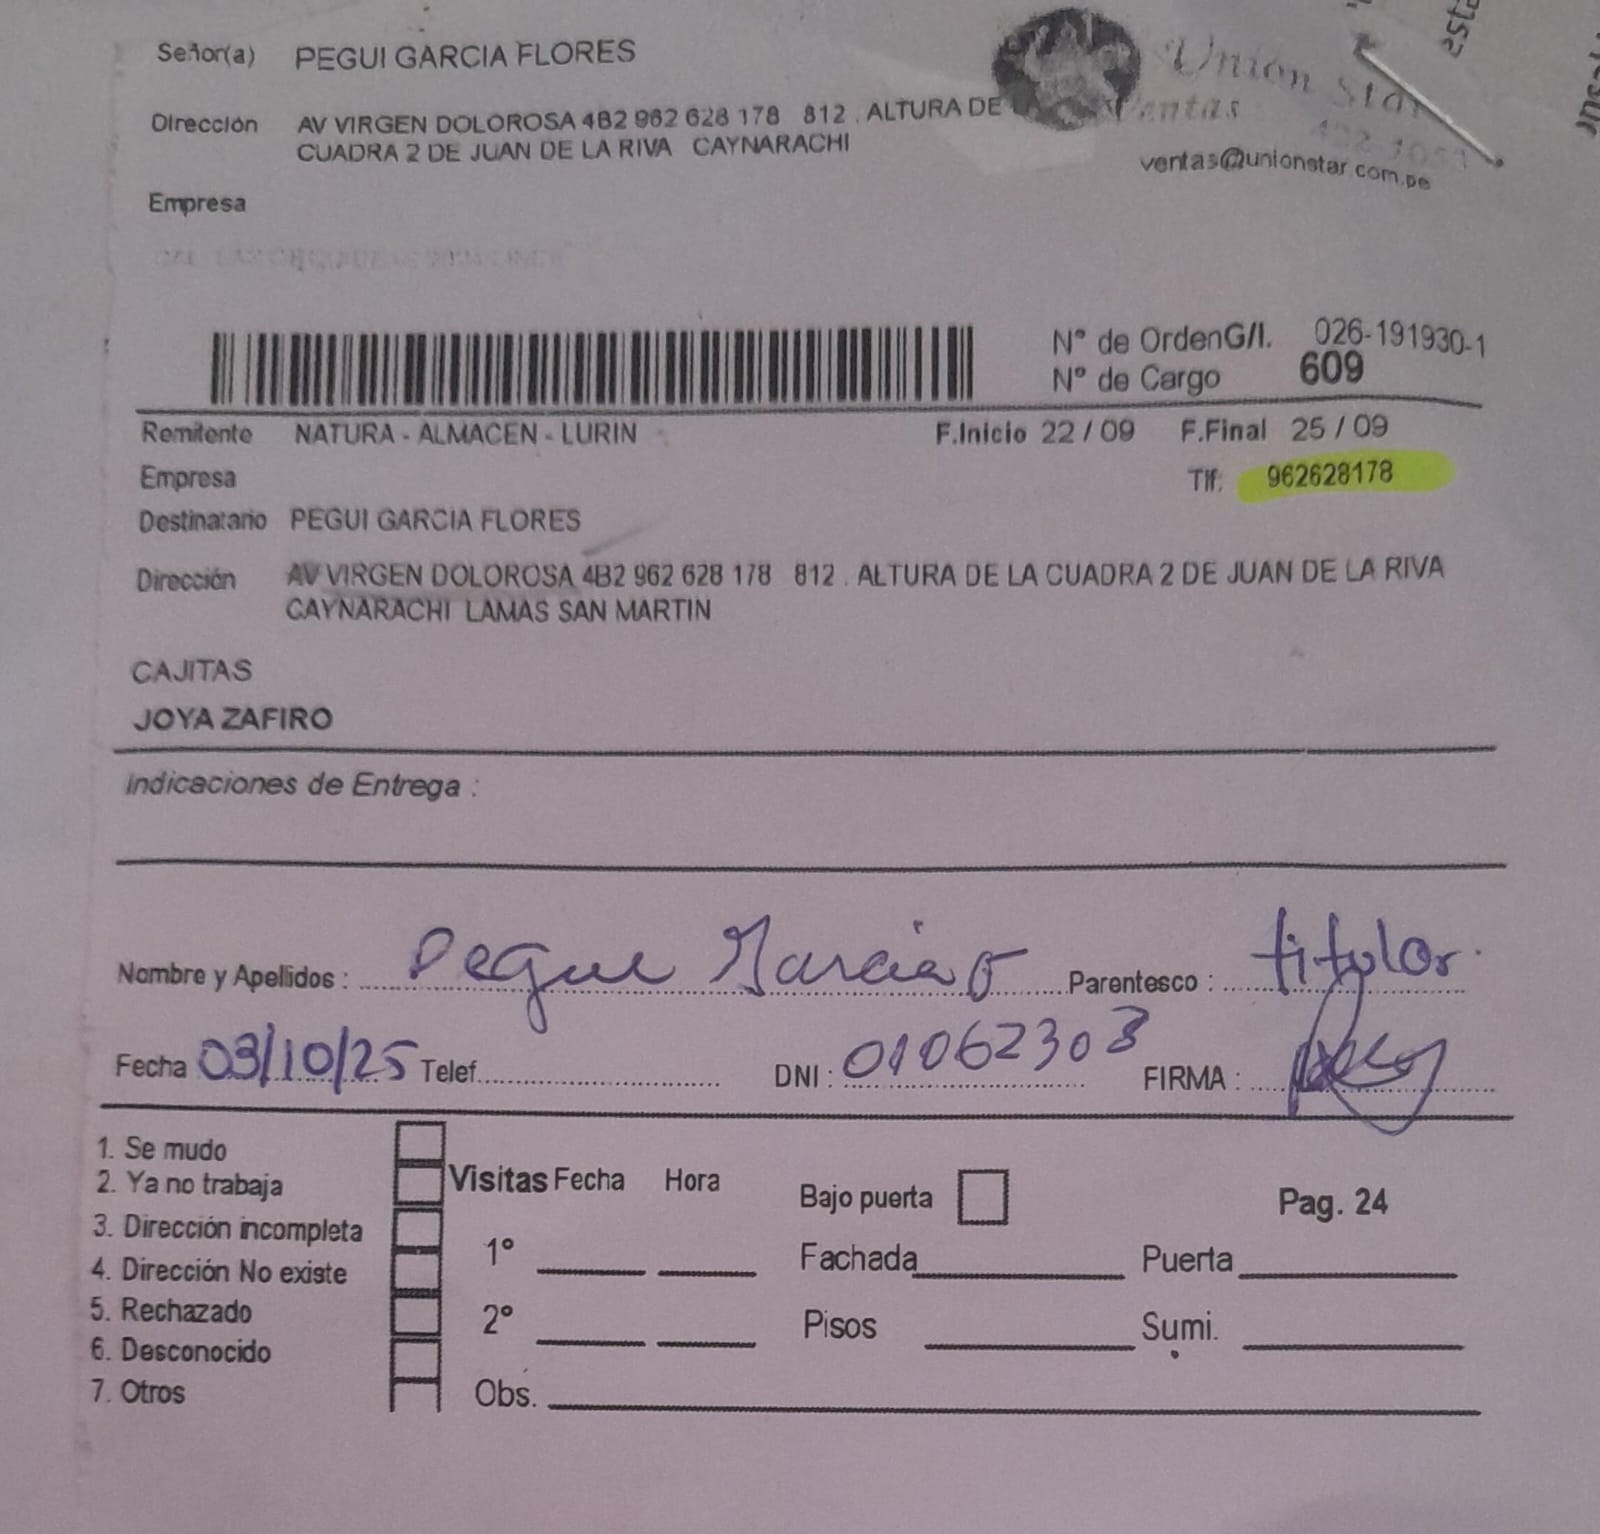 Señor(a) PEGUI GARCIA FLORES
Dirección AV VIRGEN DOLOROSA 4B2 962 628 178 812 . ALTURA DE LA
CUADRA 2 DE JUAN DE LA RIVA CAYNARACHI
Union Star
Ventas
ventas@unionstar.com.pe
Empresa
N° de OrdenG/I. 026-191930-1
N° de Cargo 609
Remitente NATURA - ALMACEN - LURIN F.Inicio 22 / 09 F.Final 25 / 09
Empresa Tlf: 962628178
Destinatario PEGUI GARCIA FLORES
Dirección AV VIRGEN DOLOROSA 4B2 962 628 178 812 . ALTURA DE LA CUADRA 2 DE JUAN DE LA RIVA
CAYNARACHI LAMAS SAN MARTIN
CAJITAS
JOYA ZAFIRO
Indicaciones de Entrega :
Nombre y Apellidos : Pegui Garcia F Parentesco : titular
Fecha 03/10/25 Telef. DNI : 01062303 FIRMA :
1. Se mudo
2. Ya no trabaja
3. Dirección incompleta
4. Dirección No existe
5. Rechazado
6. Desconocido
7. Otros
Visitas Fecha Hora
1°
2°
Obs.
Bajo puerta Pag. 24
Fachada Puerta
Pisos Sumi.